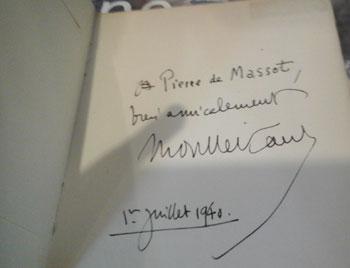 à Pierre de Massot,
bien amicalement
Montherlant
1er Juillet 1940.